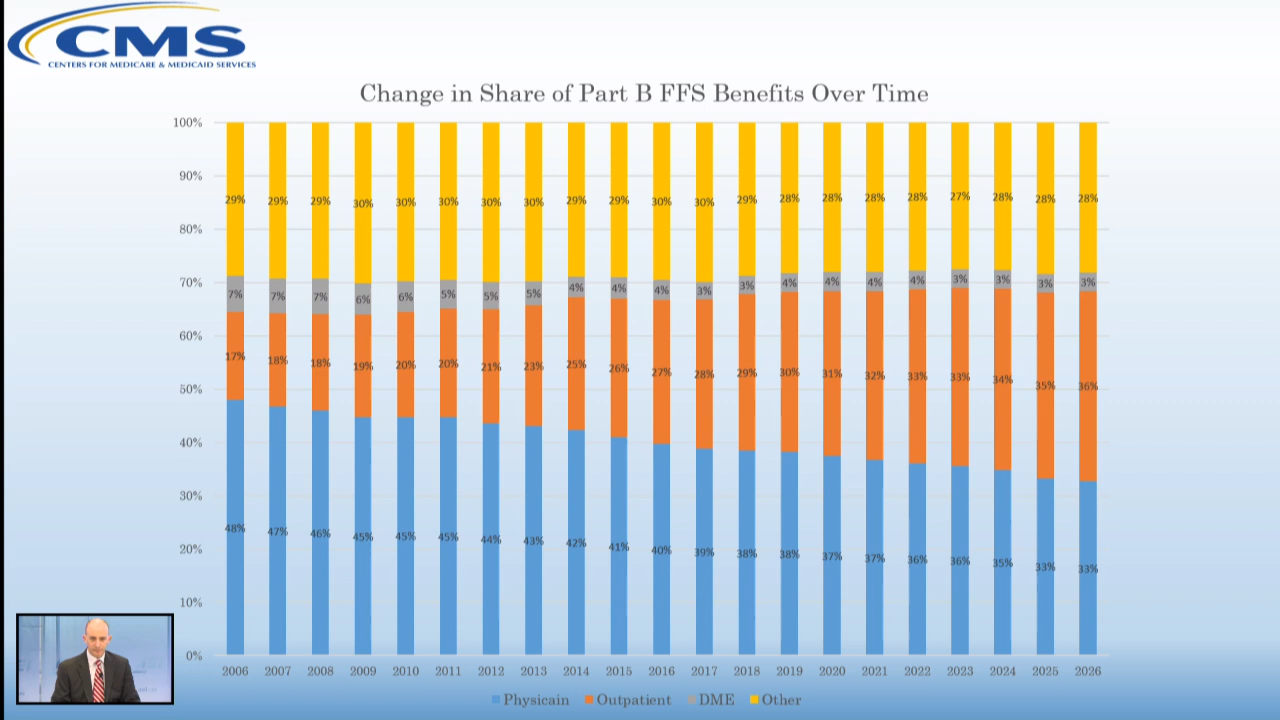 CMS
CENTERS FOR MEDICARE & MEDICAID SERVICES
Change in Share of Part B FFS Benefits Over Time
100%
90%
80%
70%
60%
50%
40%
30%
20%
10%
0%
29% 29% 29% 30% 30% 30% 30% 30% 29% 29% 30% 30% 29% 28% 28% 28% 28% 27% 28% 28% 28%
7% 7% 7% 6% 6% 5% 5% 5% 4% 4% 4% 3% 3% 4% 4% 4% 4% 3% 3% 3% 3%
17% 18% 18% 19% 20% 20% 21% 23% 25% 26% 27% 28% 29% 30% 31% 32% 33% 33% 34% 35% 36%
48% 47% 46% 45% 45% 45% 44% 43% 42% 41% 40% 39% 38% 38% 37% 37% 36% 36% 35% 33% 33%
2006 2007 2008 2009 2010 2011 2012 2013 2014 2015 2016 2017 2018 2019 2020 2021 2022 2023 2024 2025 2026
Physicain Outpatient DME Other